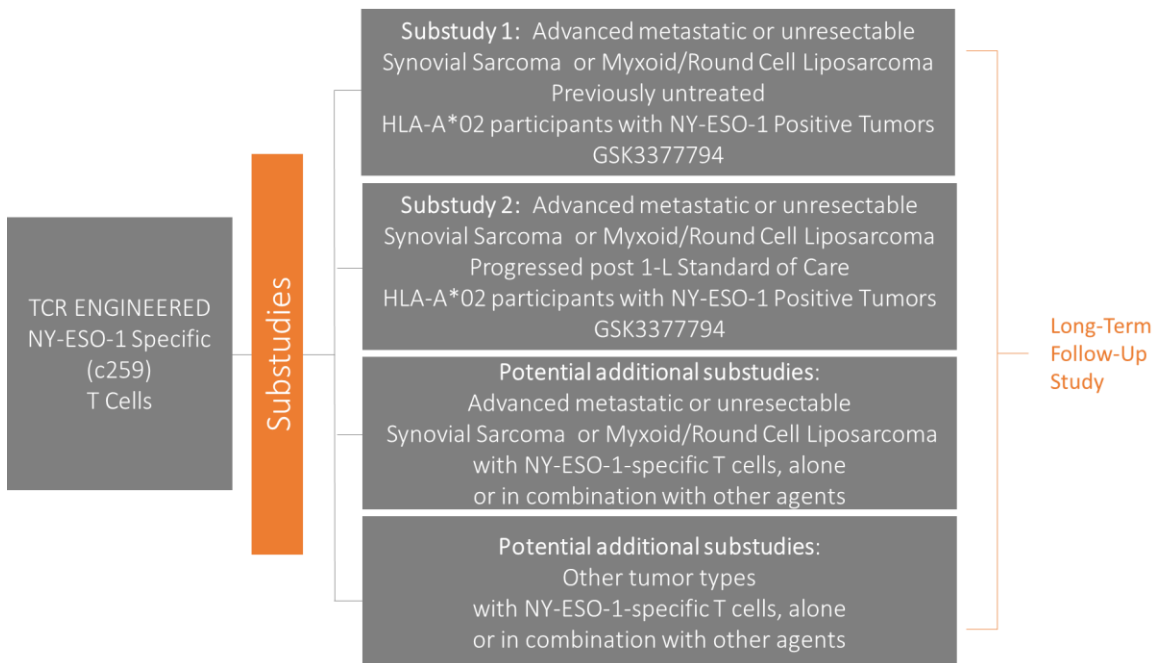 TCR ENGINEERED
NY-ESO-1 Specific
(c259)
T Cells
Substudies
Substudy 1: Advanced metastatic or unresectable
Synovial Sarcoma or Myxoid/Round Cell Liposarcoma
Previously untreated
HLA-A*02 participants with NY-ESO-1 Positive Tumors
GSK3377794
Substudy 2: Advanced metastatic or unresectable
Synovial Sarcoma or Myxoid/Round Cell Liposarcoma
Progressed post 1-L Standard of Care
HLA-A*02 participants with NY-ESO-1 Positive Tumors
GSK3377794
Potential additional substudies:
Advanced metastatic or unresectable
Synovial Sarcoma or Myxoid/Round Cell Liposarcoma
with NY-ESO-1-specific T cells, alone
or in combination with other agents
Potential additional substudies:
Other tumor types
with NY-ESO-1-specific T cells, alone
or in combination with other agents
Long-Term
Follow-Up
Study